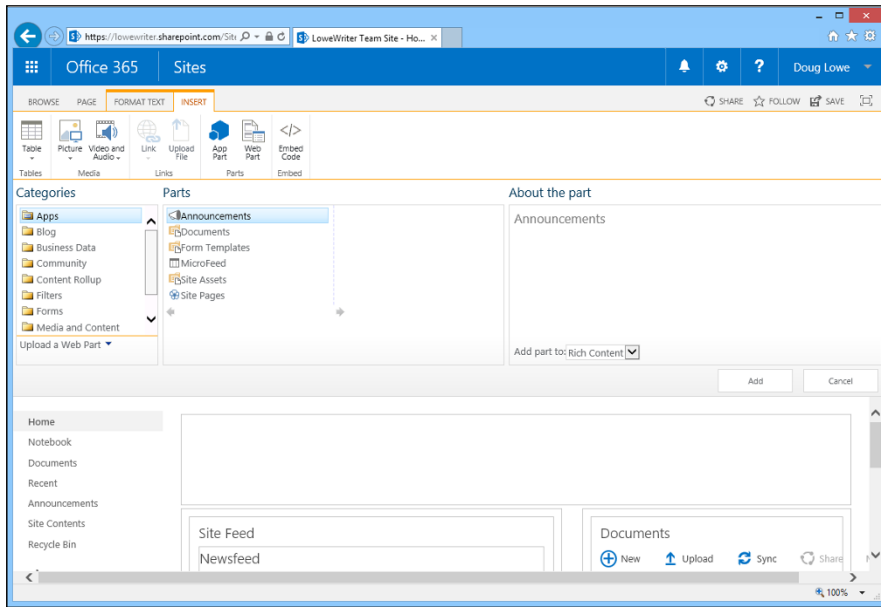 https://lowewriter.sharepoint.com/Site
LoweWriter Team Site - Ho...
Office 365 Sites Doug Lowe
BROWSE PAGE FORMAT TEXT INSERT SHARE FOLLOW SAVE
Table Picture Video and Audio Link Upload File App Part Web Part Embed Code
Tables Media Links Parts Embed
Categories Parts About the part
Apps Announcements Announcements
Blog Documents
Business Data Form Templates
Community MicroFeed
Content Rollup Site Assets
Filters Site Pages
Forms
Media and Content
Upload a Web Part Add part to: Rich Content
Add Cancel
Home
Notebook
Documents
Recent
Announcements
Site Contents
Recycle Bin
Site Feed Documents
Newsfeed New Upload Sync Share
100%